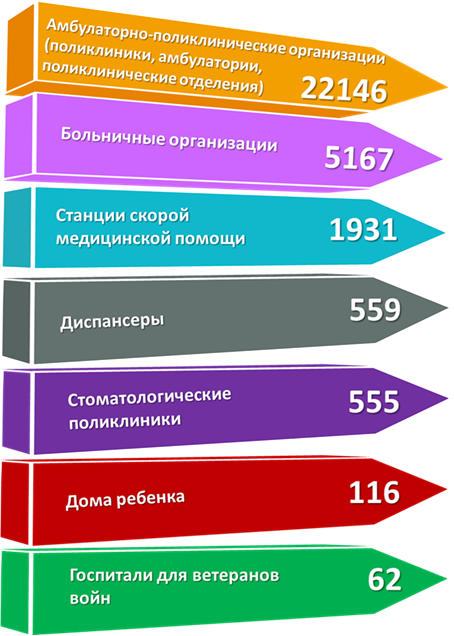 Амбулаторно-поликлинические организации
(поликлиники, амбулатории,
поликлинические отделения)
22146
Больничные организации
5167
Станции скорой
медицинской помощи
1931
Диспансеры
559
Стоматологические
поликлиники
555
Дома ребенка
116
Госпитали для ветеранов
войн
62